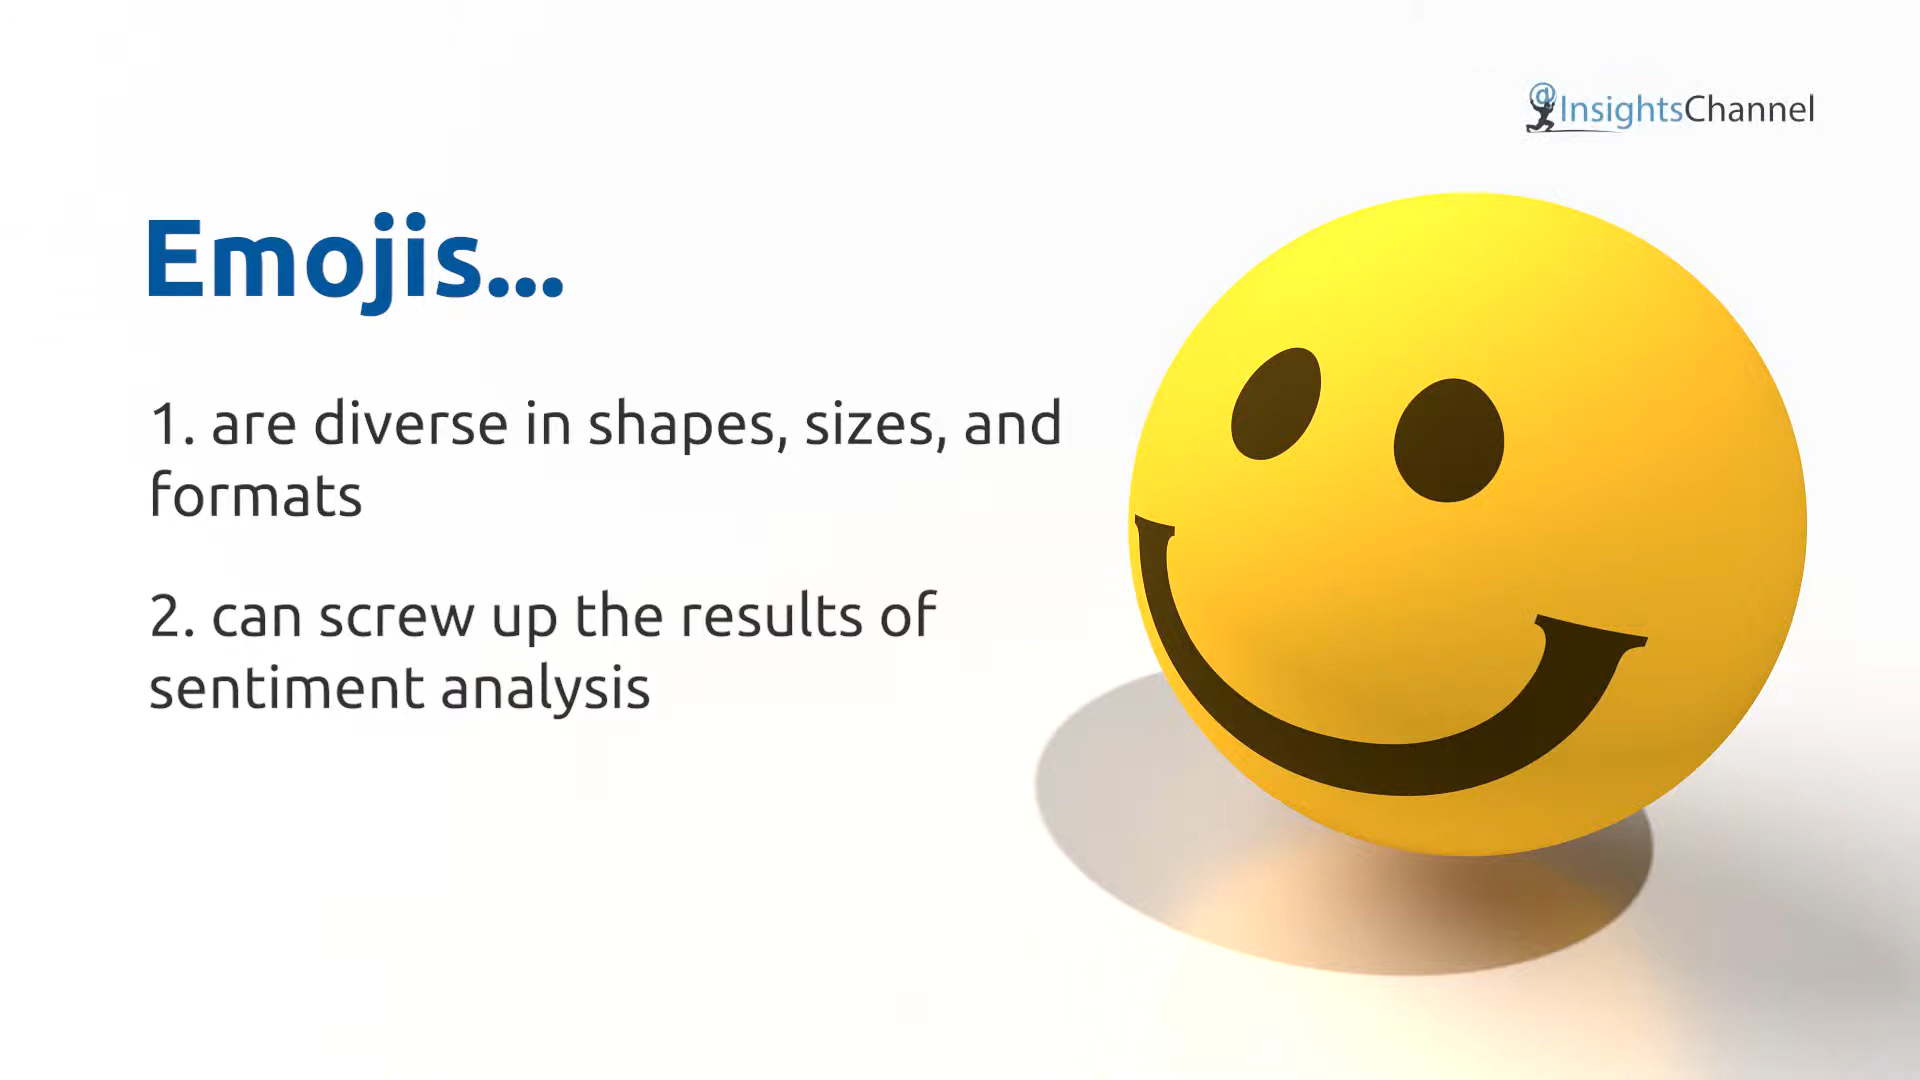 @InsightsChannel
Emojis...
1. are diverse in shapes, sizes, and
formats
2. can screw up the results of
sentiment analysis